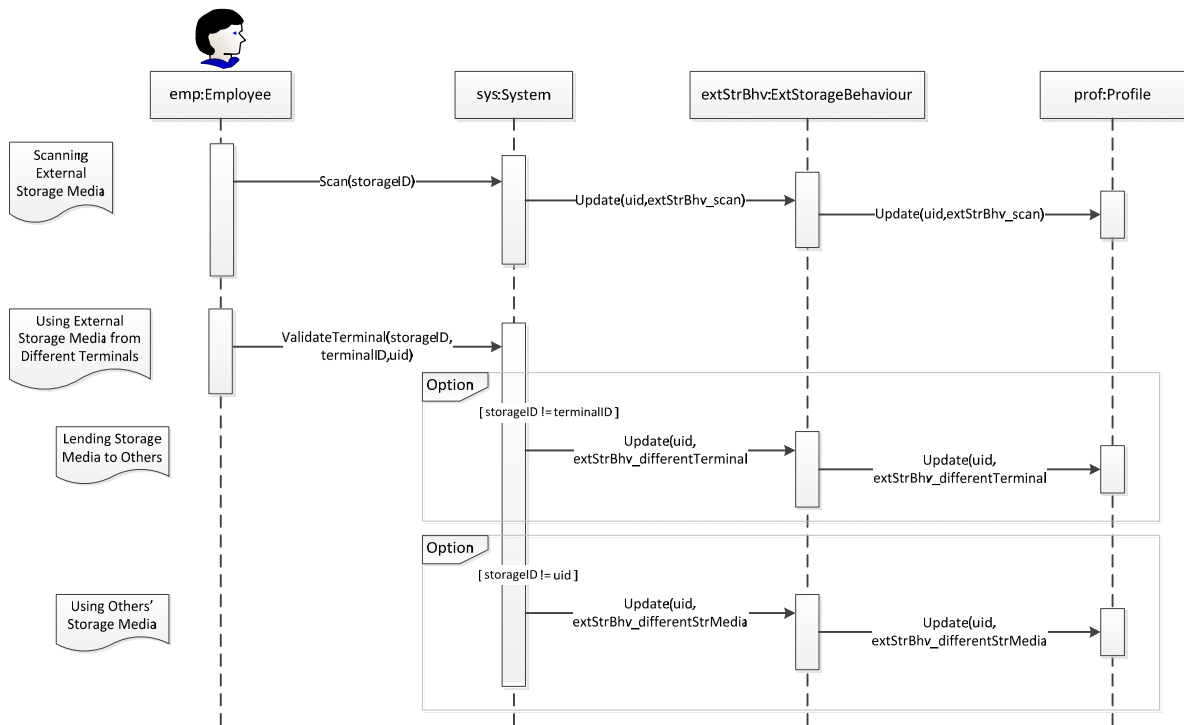 emp:Employee
sys:System
extStrBhv:ExtStorageBehaviour
prof:Profile
Scanning
External
Storage Media
Scan(storageID)
Update(uid,extStrBhv_scan)
Update(uid,extStrBhv_scan)
Using External
Storage Media from
Different Terminals
ValidateTerminal(storageID,
terminalID,uid)
Option
[ storageID != terminalID ]
Lending Storage
Media to Others
Update(uid,
extStrBhv_differentTerminal
Update(uid,
extStrBhv_differentTerminal
Option
[ storageID != uid ]
Using Others'
Storage Media
Update(uid,
extStrBhv_differentStrMedia
Update(uid,
extStrBhv_differentStrMedia